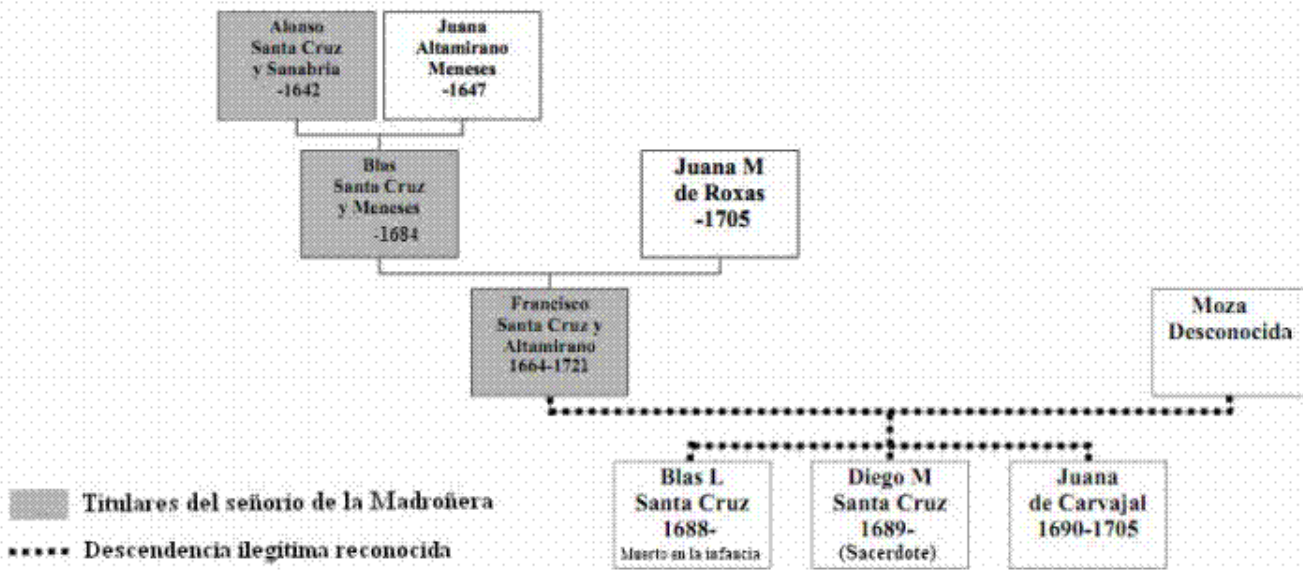 Alonso
Santa Cruz
y Sanabria
-1642
Juana
Altamirano
Meneses
-1647
Blas
Santa Cruz
y Meneses
-1684
Juana M
de Roxas
-1705
Francisco
Santa Cruz y
Altamirano
1664-1721
Moza
Desconocida
Blas L
Santa Cruz
1688-
Muerto en la infancia
Diego M
Santa Cruz
1689-
(Sacerdote)
Juana
de Carvajal
1690-1705
Titulares del señorio de la Madroñera
Descendencia ilegítima reconocida